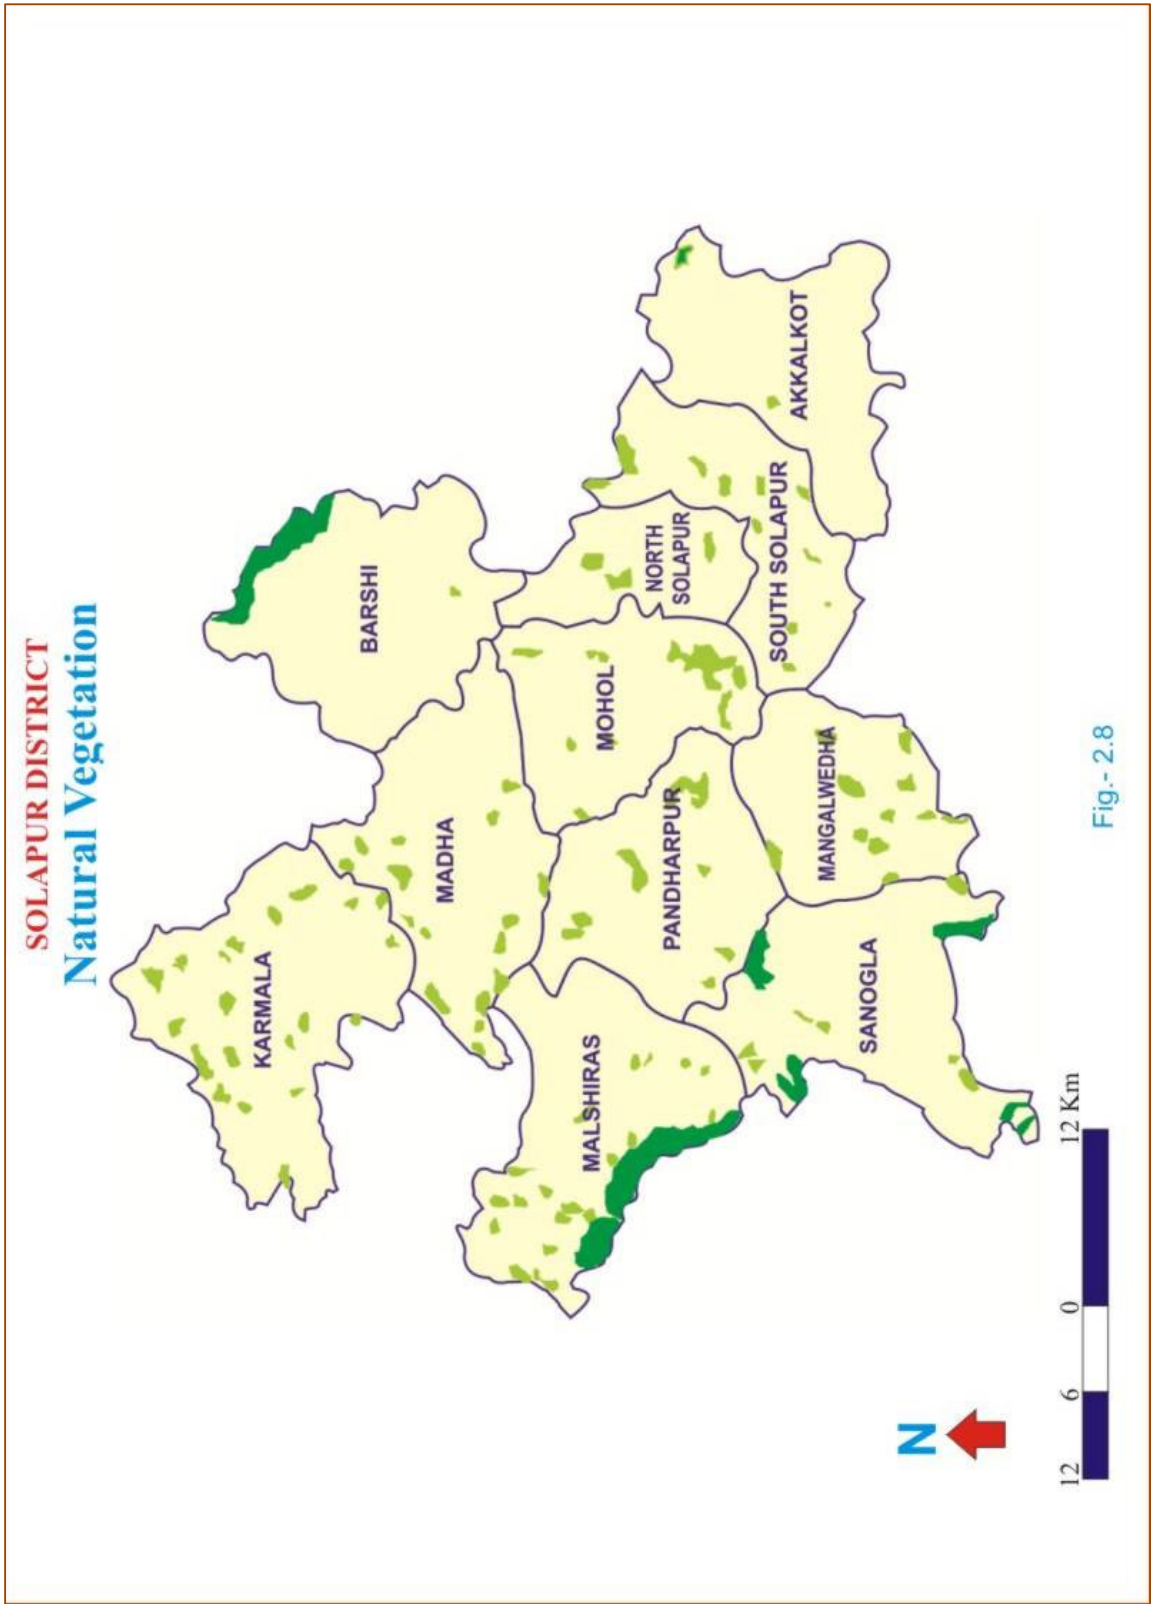 SOLAPUR DISTRICT
Natural Vegetation
KARMALA
BARSHI
MADHA
MALSHIRAS
MOHOL
PANDHARPUR
NORTH
SOLAPUR
SOUTH SOLAPUR
AKKALKOT
MANGALWEDHA
SANOGLA
N
12 6 0 12 Km
Fig.- 2.8